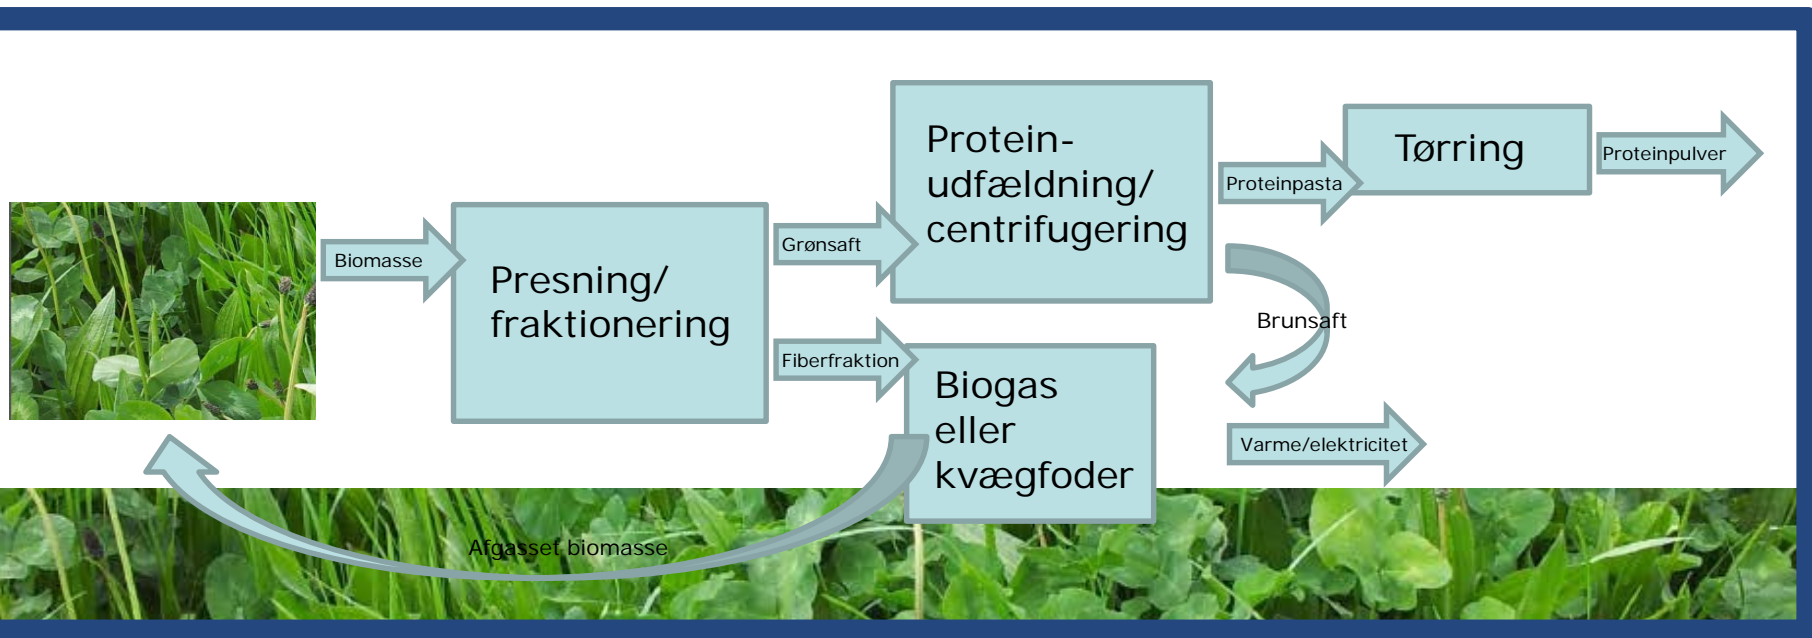 Biomasse
Presning/
fraktionering
Grønsaft
Fiberfraktion
Protein-
udfældning/
centrifugering
Proteinpasta
Tørring
Proteinpulver
Brunsaft
Biogas
eller
kvægfoder
Varme/elektricitet
Afgasset biomasse